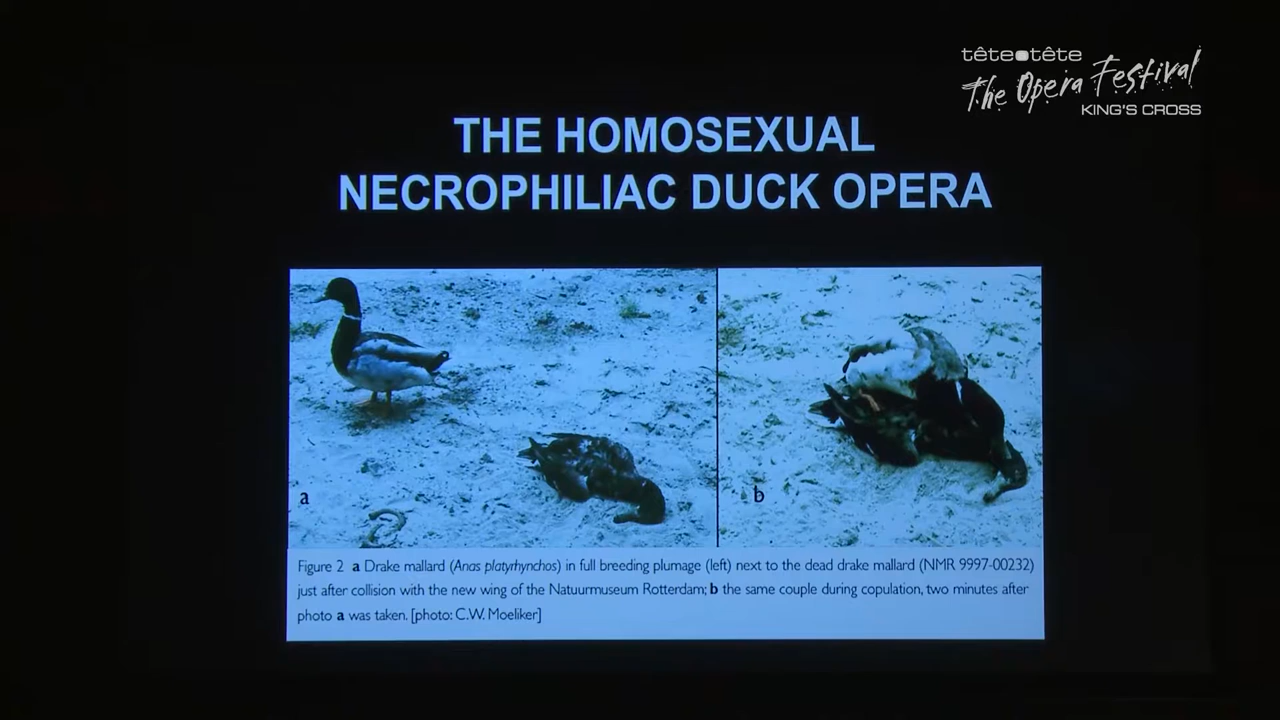 tête tête
The Opera Festival
KING'S CROSS
THE HOMOSEXUAL
NECROPHILIAC DUCK OPERA
a
b
Figure 2 a Drake mallard (Anas platyrhynchos) in full breeding plumage (left) next to the dead drake mallard (NMR 9997-00232)
just after collision with the new wing of the Natuurmuseum Rotterdam; b the same couple during copulation, two minutes after
photo a was taken. [photo: C.W. Moeliker]